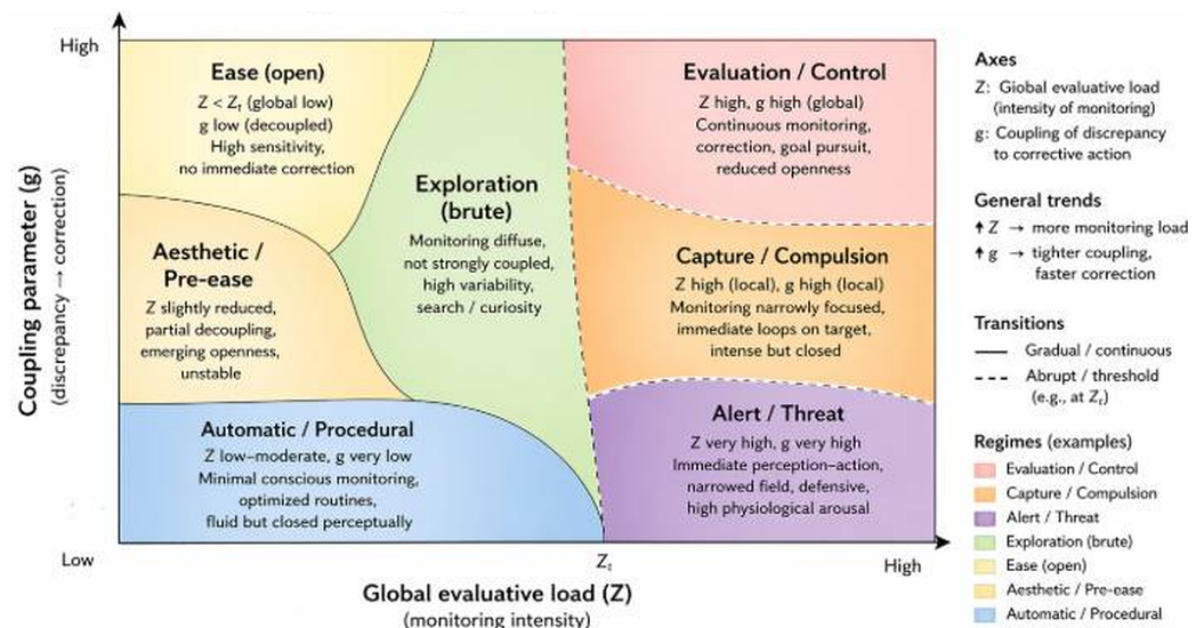 High
Ease (open)
Z < Zₜ (global low)
g low (decoupled)
High sensitivity,
no immediate correction
Exploration
(brute)
Monitoring diffuse,
not strongly coupled,
high variability,
search / curiosity
Evaluation / Control
Z high, g high (global)
Continuous monitoring,
correction, goal pursuit,
reduced openness
Aesthetic /
Pre-ease
Z slightly reduced,
partial decoupling,
emerging openness,
unstable
Capture / Compulsion
Z high (local), g high (local)
Monitoring narrowly focused,
immediate loops on target,
intense but closed
Automatic / Procedural
Z low–moderate, g very low
Minimal conscious monitoring,
optimized routines,
fluid but closed perceptually
Alert / Threat
Z very high, g very high
Immediate perception–action,
narrowed field, defensive,
high physiological arousal
Coupling parameter (g)
(discrepancy → correction)
Low
High
Global evaluative load (Z)
(monitoring intensity)
Axes
Z: Global evaluative load
(intensity of monitoring)
g: Coupling of discrepancy
to corrective action
General trends
↑ Z → more monitoring load
↑ g → tighter coupling,
faster correction
Transitions
Gradual / continuous
Abrupt / threshold
(e.g., at Zₜ)
Regimes (examples)
Evaluation / Control
Capture / Compulsion
Alert / Threat
Exploration (brute)
Ease (open)
Aesthetic / Pre-ease
Automatic / Procedural